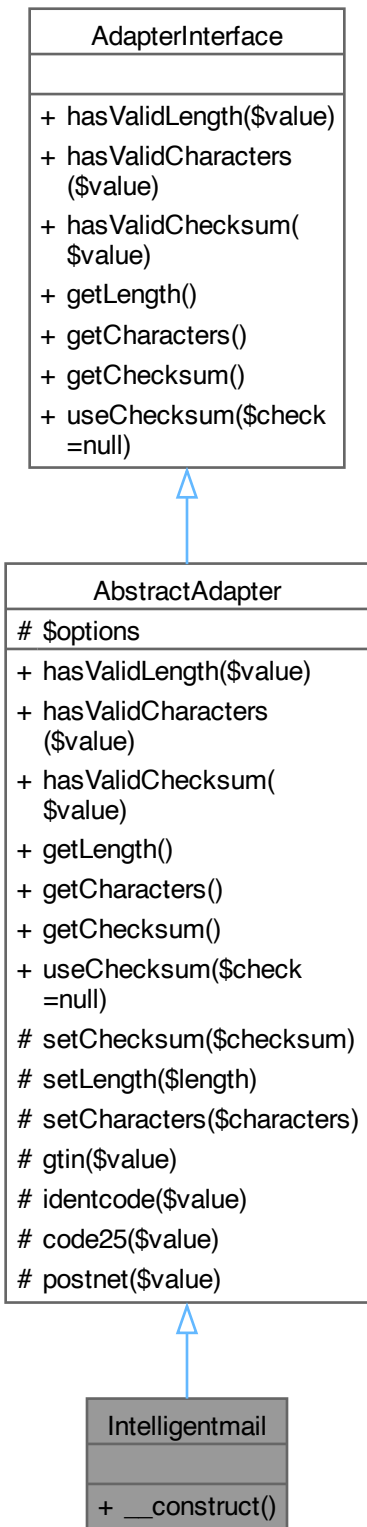 AdapterInterface
+ hasValidLength($value)
+ hasValidCharacters
($value)
+ hasValidChecksum(
$value)
+ getLength()
+ getCharacters()
+ getChecksum()
+ useChecksum($check
=null)
AbstractAdapter
# $options
+ hasValidLength($value)
+ hasValidCharacters
($value)
+ hasValidChecksum(
$value)
+ getLength()
+ getCharacters()
+ getChecksum()
+ useChecksum($check
=null)
# setChecksum($checksum)
# setLength($length)
# setCharacters($characters)
# gtin($value)
# identcode($value)
# code25($value)
# postnet($value)
Intelligentmail
+ __construct()